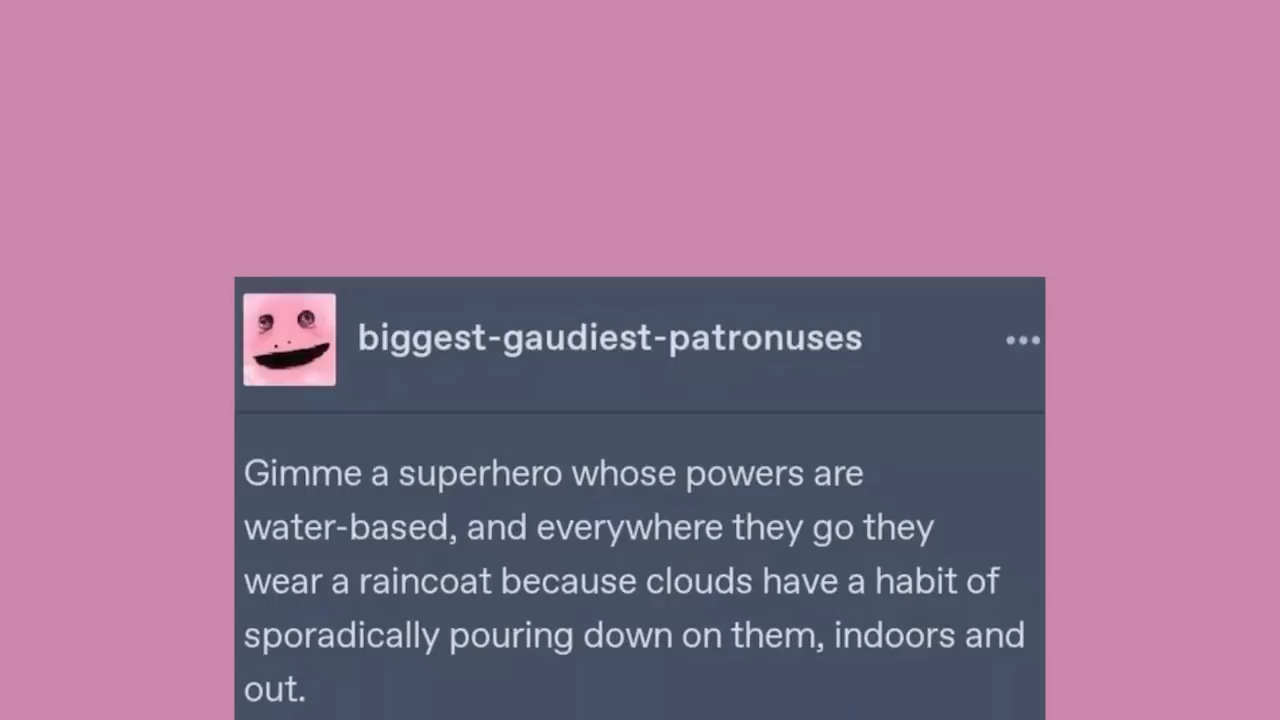 biggest-gaudiest-patronuses
Gimme a superhero whose powers are
water-based, and everywhere they go they
wear a raincoat because clouds have a habit of
sporadically pouring down on them, indoors and
out.